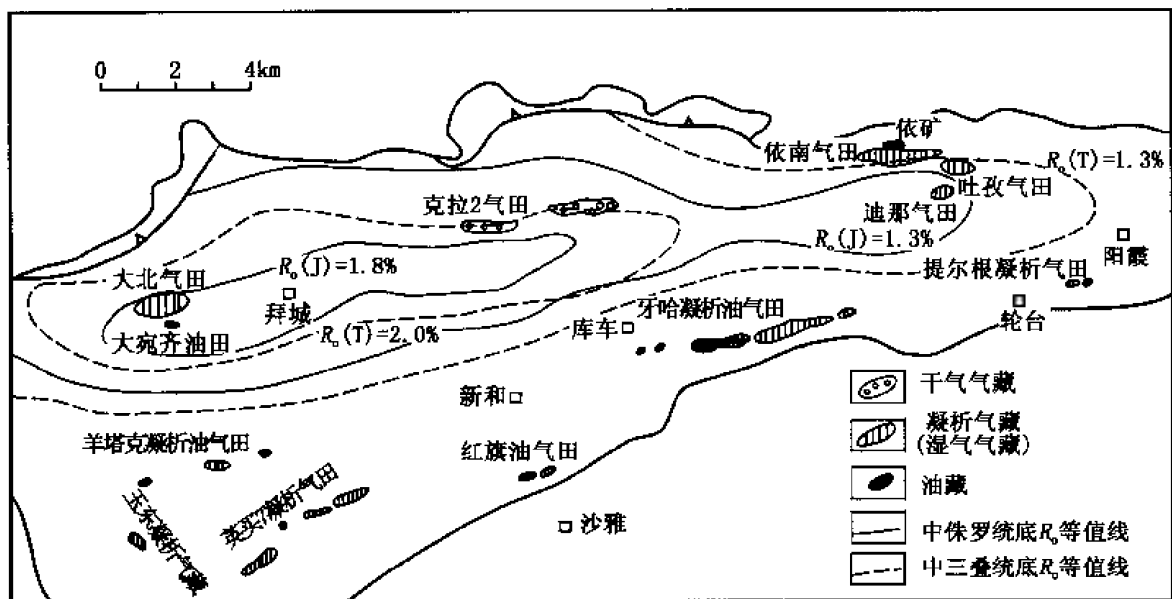 0 2 4km
依矿
依南气田
R₀(T)=1.3%
吐孜气田
克拉2气田
迪那气田
R₀(J)=1.3%
阳霞
大北气田
R₀(J)=1.8%
提尔根凝析气田
拜城
牙哈凝析油气田
库车
轮台
大宛齐油田
R₀(T)=2.0%
干气气藏
新和
凝析气藏
(湿气气藏)
羊塔克凝析油气田
红旗油气田
油藏
玉东凝析气藏
英买7凝析气田
沙雅
中侏罗统底R₀等值线
中三叠统底R₀等值线